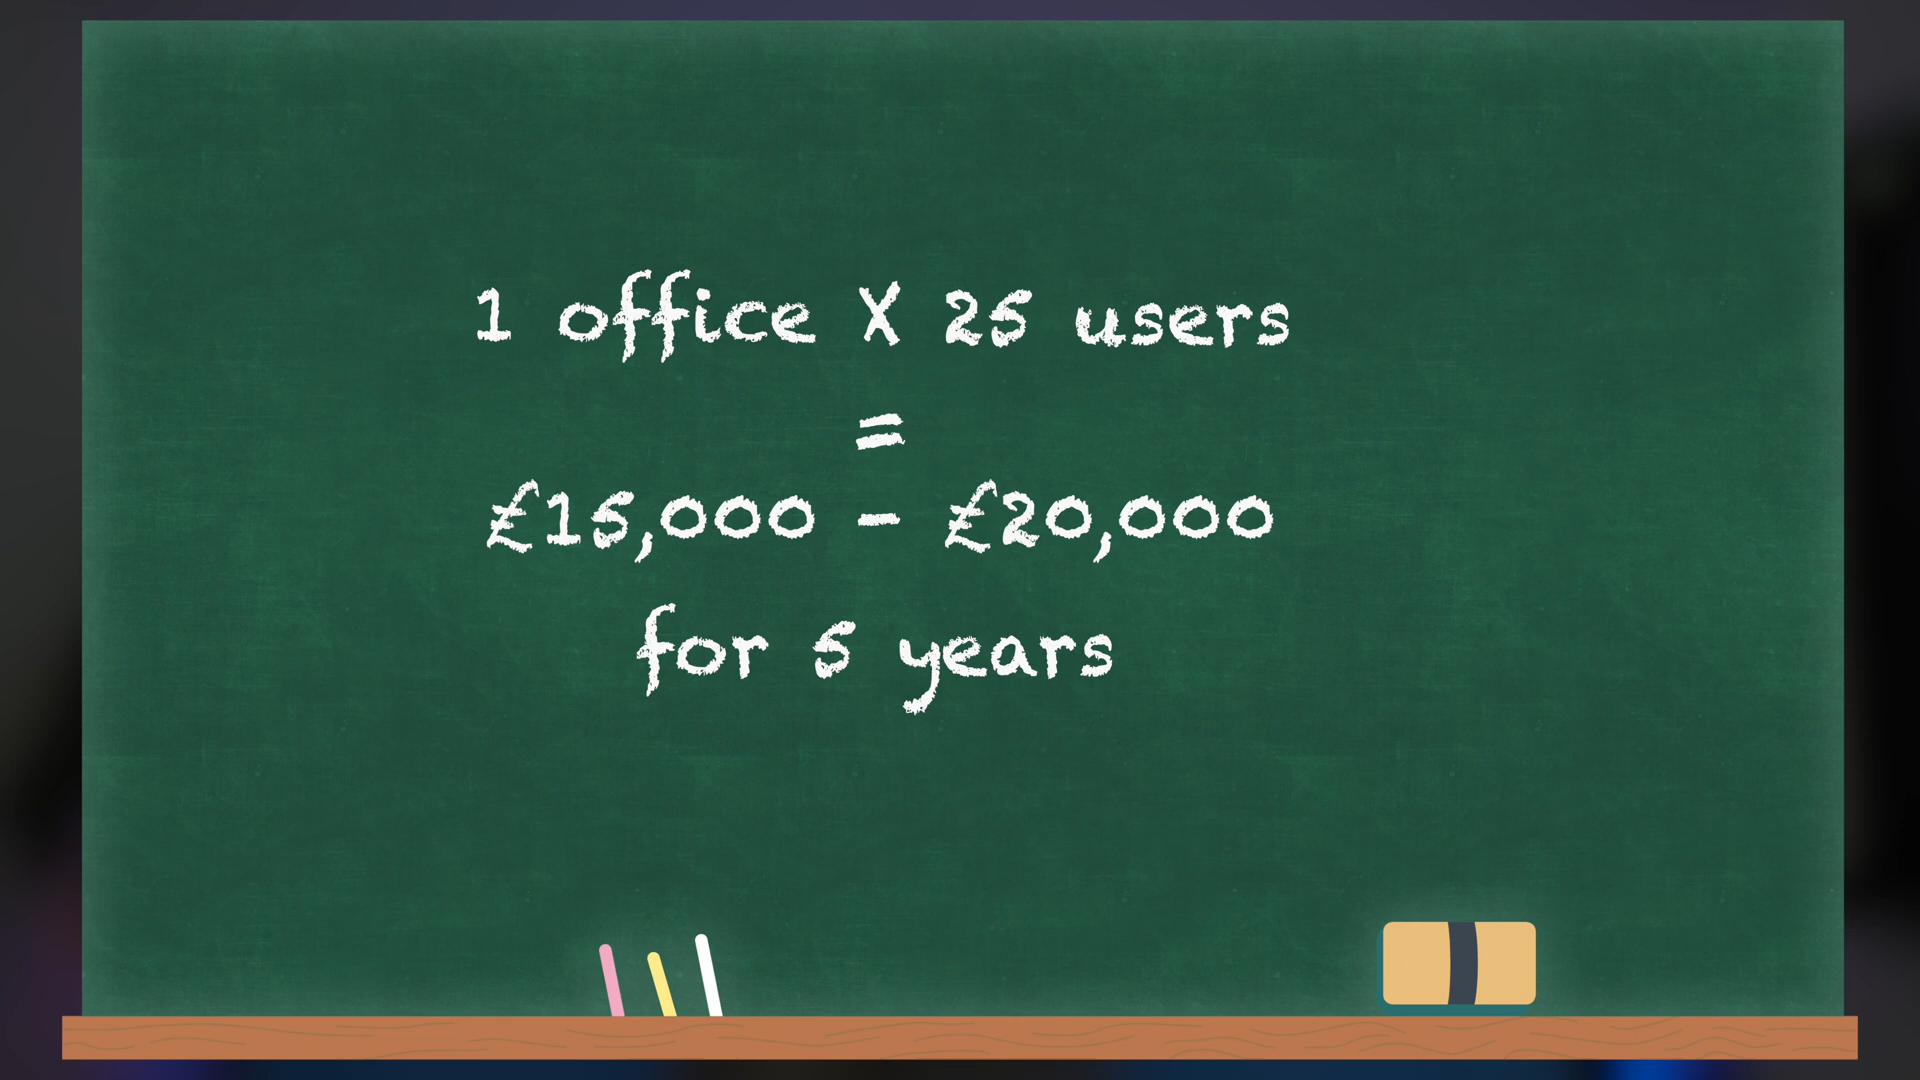 1 office X 25 users
=
£15,000 - £20,000
for 5 years